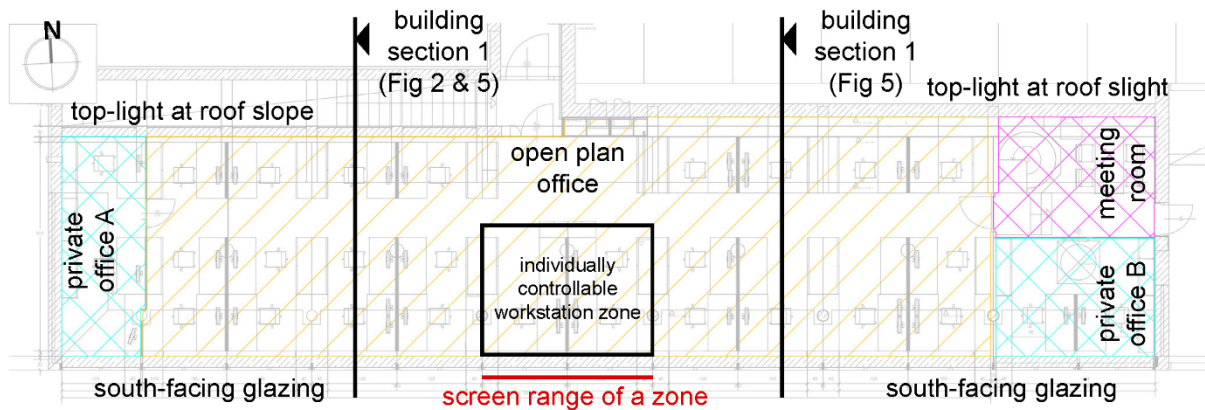 N
building
section 1
(Fig 2 & 5)
building
section 1
(Fig 5)
top-light at roof slope
top-light at roof slight
open plan
office
private
office A
meeting
room
private
office B
individually
controllable
workstation zone
south-facing glazing
screen range of a zone
south-facing glazing